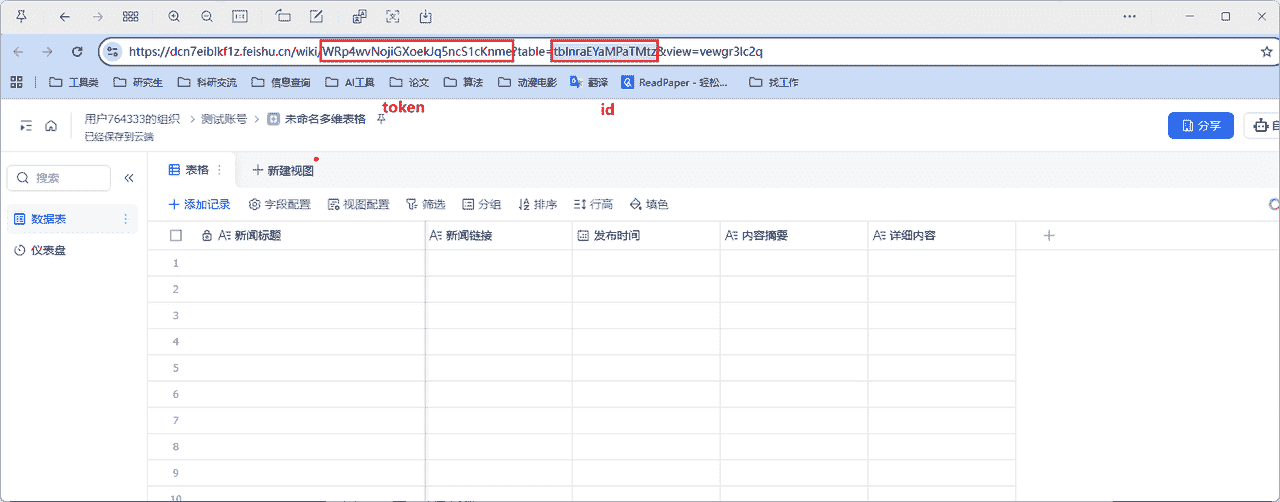 https://dcn7eiblkf1z.feishu.cn/wiki/WRp4wvNojiGXoekJq5ncS1cKnme?table=tblnraEYaMPaTMtz&view=vewgr3lc2q
工具类 研究生 科研交流 信息查询 AI工具 论文 算法 动漫电影 翻译 ReadPaper - 轻松... 找工作
token id
用户764333的组织 测试账号 未命名多维表格
已经保存到云端
分享
搜索
表格
新建视图
添加记录 字段配置 视图配置 筛选 分组 排序 行高 填色
数据表
仪表盘
新闻标题 新闻链接 发布时间 内容摘要 详细内容
1
2
3
4
5
6
7
8
9
10